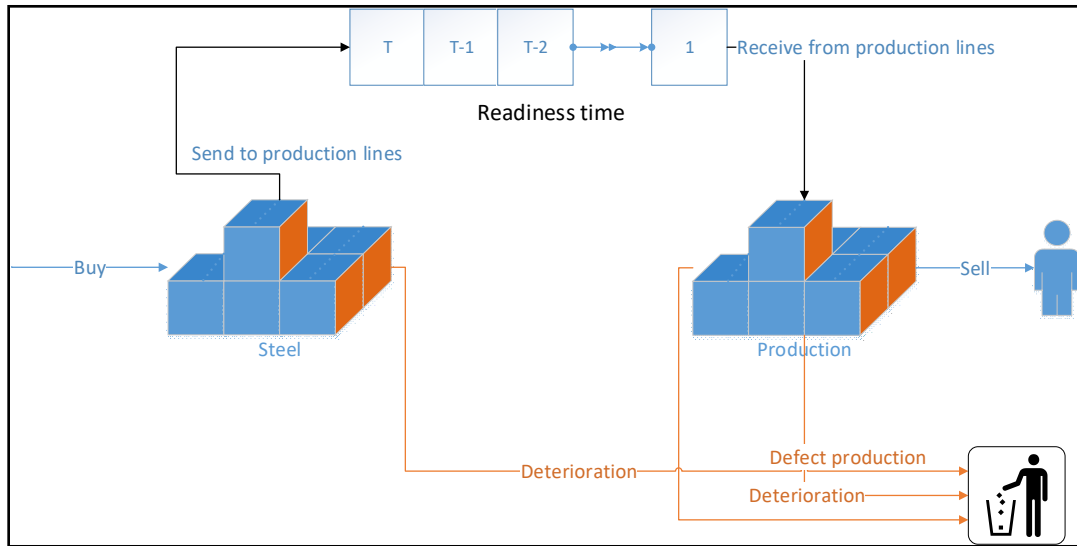 T
T-1
T-2
1
Receive from production lines
Readiness time
Send to production lines
Buy
Sell
Steel
Production
Defect production
Deterioration
Deterioration